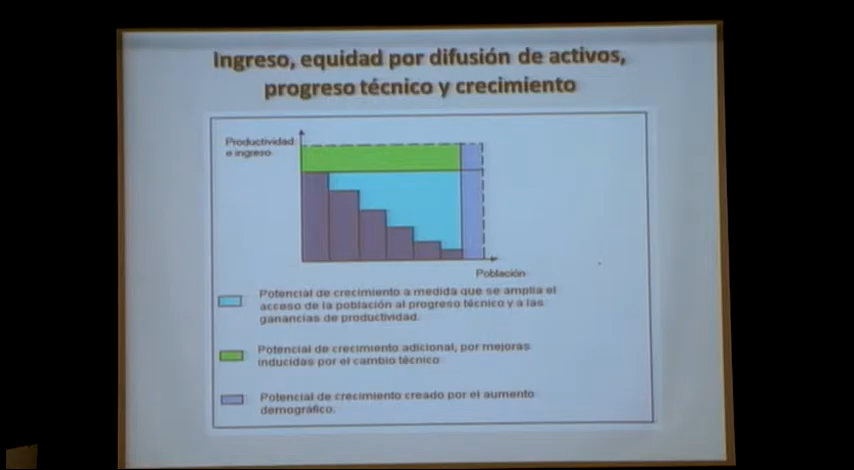 Ingreso, equidad por difusión de activos,
progreso técnico y crecimiento
Productividad
e ingreso
Población
Potencial de crecimiento a medida que se amplía el
acceso de la población al progreso técnico y a las
ganancias de productividad.
Potencial de crecimiento adicional, por mejoras
inducidas por el cambio técnico
Potencial de crecimiento creado por el aumento
demográfico.